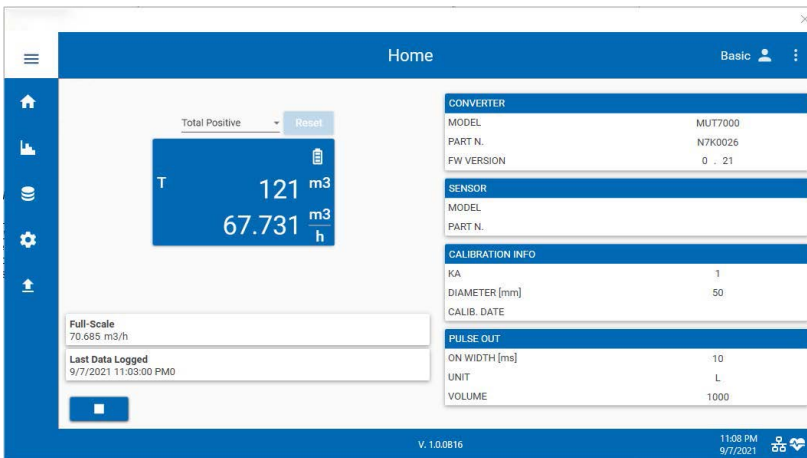 Home
Basic
Total Positive
Reset
T 121 m3
67.731 m3/h
Full-Scale
70.685 m3/h
Last Data Logged
9/7/2021 11:03:00 PM0
CONVERTER
MODEL MUT7000
PART N. N7K0026
FW VERSION 0 . 21
SENSOR
MODEL
PART N.
CALIBRATION INFO
KA 1
DIAMETER [mm] 50
CALIB. DATE
PULSE OUT
ON WIDTH [ms] 10
UNIT L
VOLUME 1000
V. 1.0.0B16
11:08 PM
9/7/2021